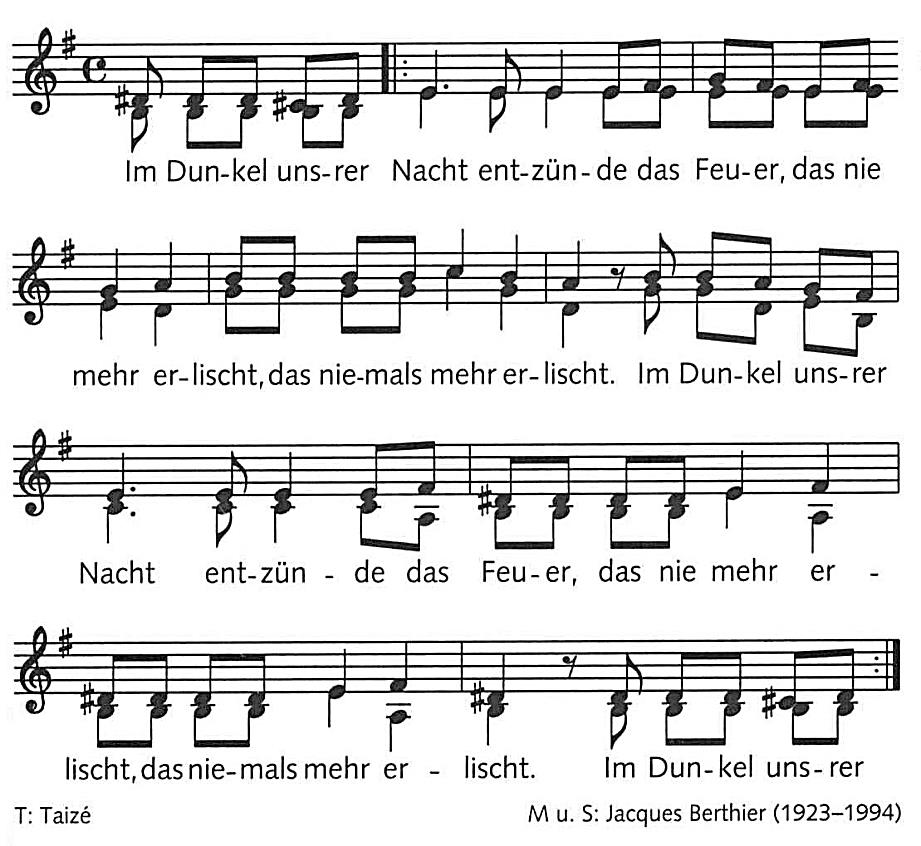 Im Dun-kel uns-rer Nacht ent-zün-de das Feu-er, das nie
mehr er-lischt, das nie-mals mehr er-lischt. Im Dun-kel uns-rer
Nacht ent-zün - de das Feu-er, das nie mehr er -
lischt, das nie-mals mehr er - lischt. Im Dun-kel uns-rer
T: Taizé M u. S: Jacques Berthier (1923–1994)